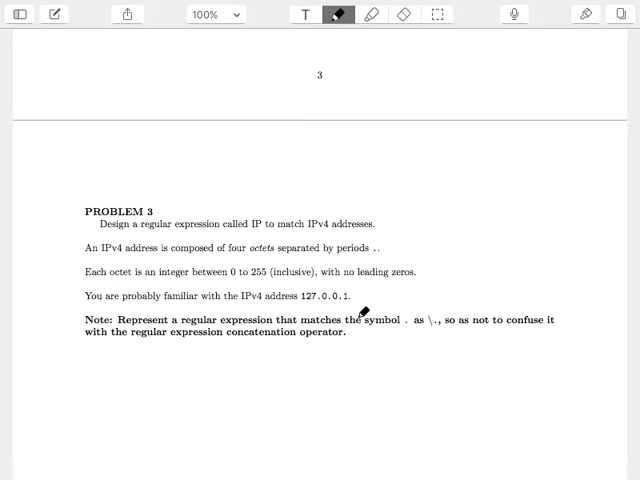 100%
T
3
PROBLEM 3
Design a regular expression called IP to match IPv4 addresses.
An IPv4 address is composed of four octets separated by periods ..
Each octet is an integer between 0 to 255 (inclusive), with no leading zeros.
You are probably familiar with the IPv4 address 127.0.0.1.
Note: Represent a regular expression that matches the symbol . as \., so as not to confuse it
with the regular expression concatenation operator.